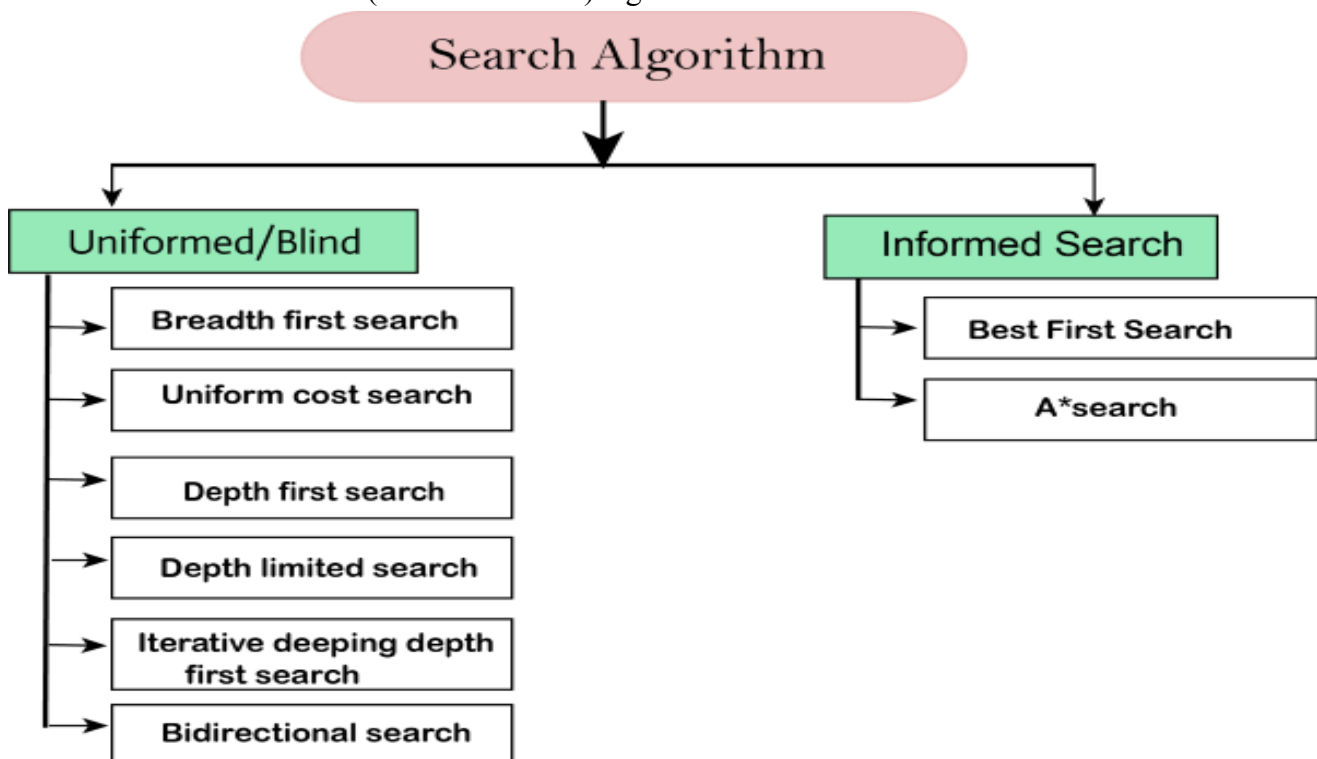 Search Algorithm
Uniformed/Blind
Breadth first search
Uniform cost search
Depth first search
Depth limited search
Iterative deeping depth
first search
Bidirectional search
Informed Search
Best First Search
A*search